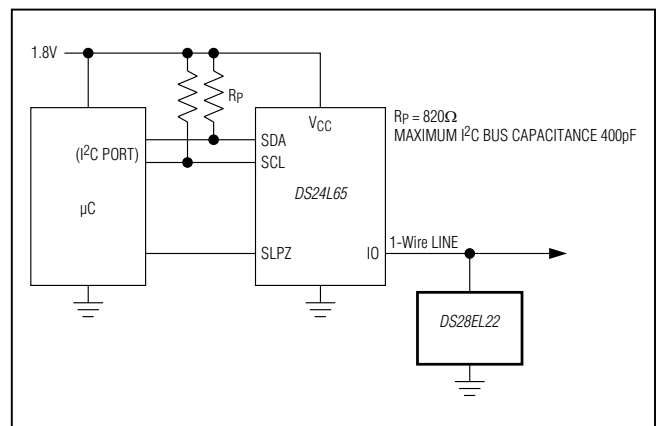 1.8V
RP
VCC
RP = 820Ω
MAXIMUM I2C BUS CAPACITANCE 400pF
(I2C PORT)
SDA
SCL
DS24L65
µC
SLPZ
IO
1-Wire LINE
DS28EL22